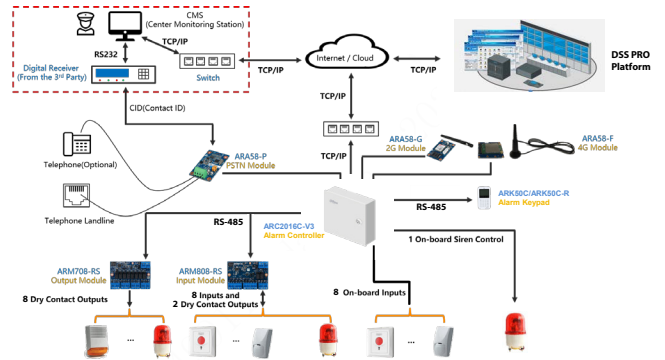 CMS
(Center Monitoring Station)
TCP/IP
RS232
Digital Receiver
(From the 3rd Party)
Switch
TCP/IP
Internet / Cloud
TCP/IP
DSS PRO
Platform
CID(Contact ID)
TCP/IP
TCP/IP
Telephone(Optional)
ARA58-P
PSTN Module
ARA58-G
2G Module
ARA58-F
4G Module
Telephone Landline
RS-485
ARC2016C-V3
Alarm Controller
RS-485
ARK50C/ARK50C-R
Alarm Keypad
1 On-board Siren Control
ARM708-RS
Output Module
ARM808-RS
Input Module
8 Dry Contact Outputs
8 Inputs and
2 Dry Contact Outputs
8 On-board Inputs
...
...
...